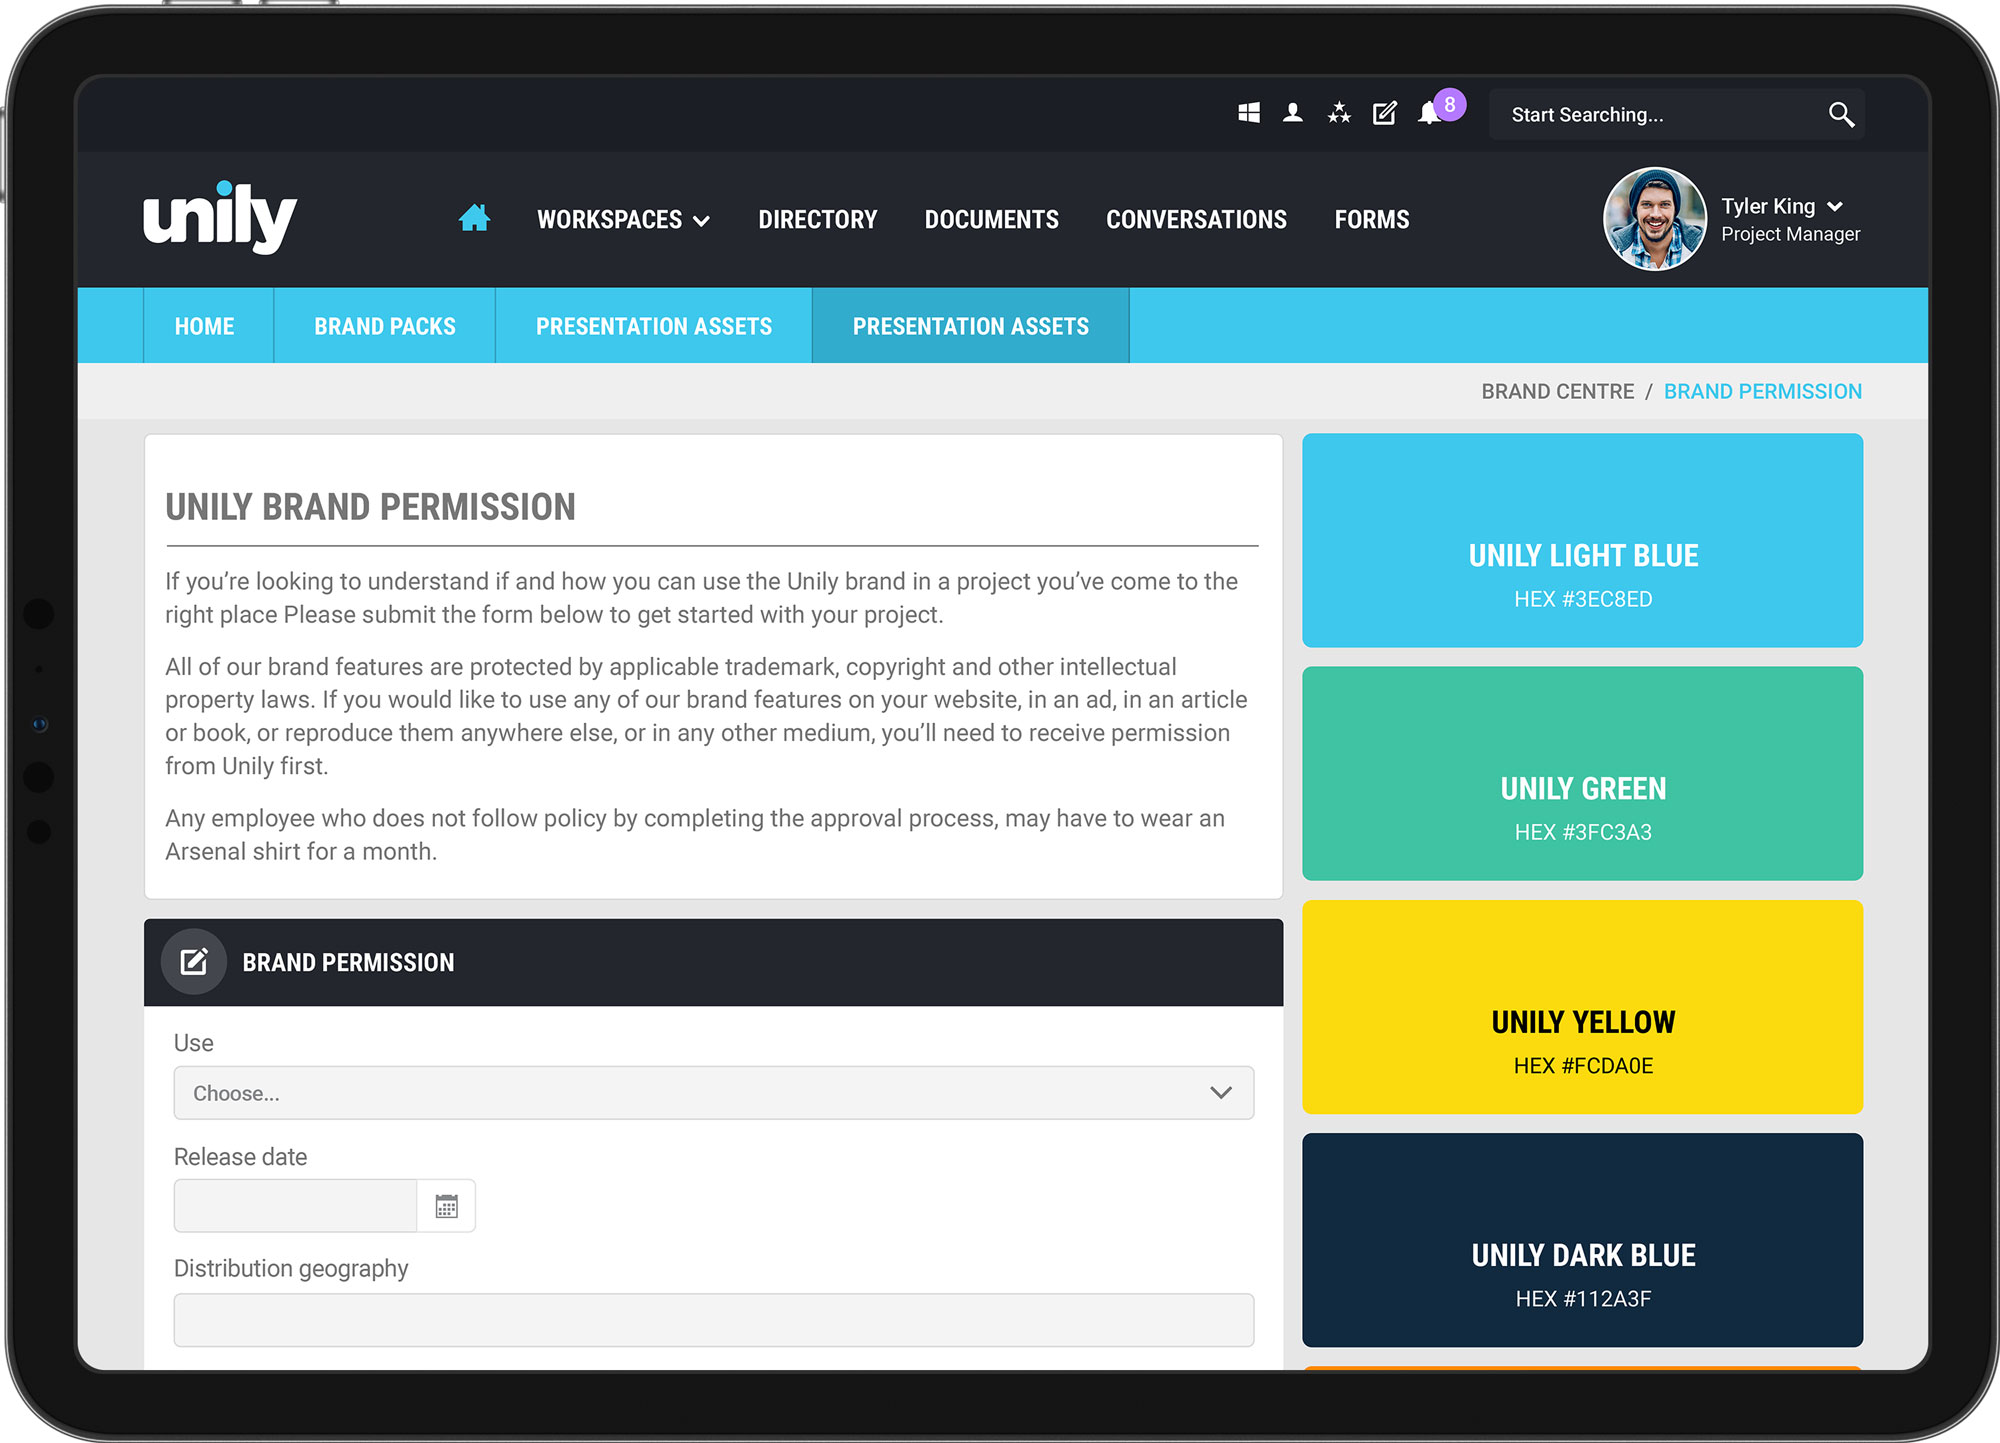 8
Start Searching...
unily
WORKSPACES
DIRECTORY
DOCUMENTS
CONVERSATIONS
FORMS
Tyler King
Project Manager
HOME
BRAND PACKS
PRESENTATION ASSETS
PRESENTATION ASSETS
BRAND CENTRE / BRAND PERMISSION
UNILY BRAND PERMISSION
If you’re looking to understand if and how you can use the Unily brand in a project you’ve come to the
right place Please submit the form below to get started with your project.
All of our brand features are protected by applicable trademark, copyright and other intellectual
property laws. If you would like to use any of our brand features on your website, in an ad, in an article
or book, or reproduce them anywhere else, or in any other medium, you’ll need to receive permission
from Unily first.
Any employee who does not follow policy by completing the approval process, may have to wear an
Arsenal shirt for a month.
BRAND PERMISSION
Use
Choose...
Release date
Distribution geography
UNILY LIGHT BLUE
HEX #3EC8ED
UNILY GREEN
HEX #3FC3A3
UNILY YELLOW
HEX #FCDA0E
UNILY DARK BLUE
HEX #112A3F